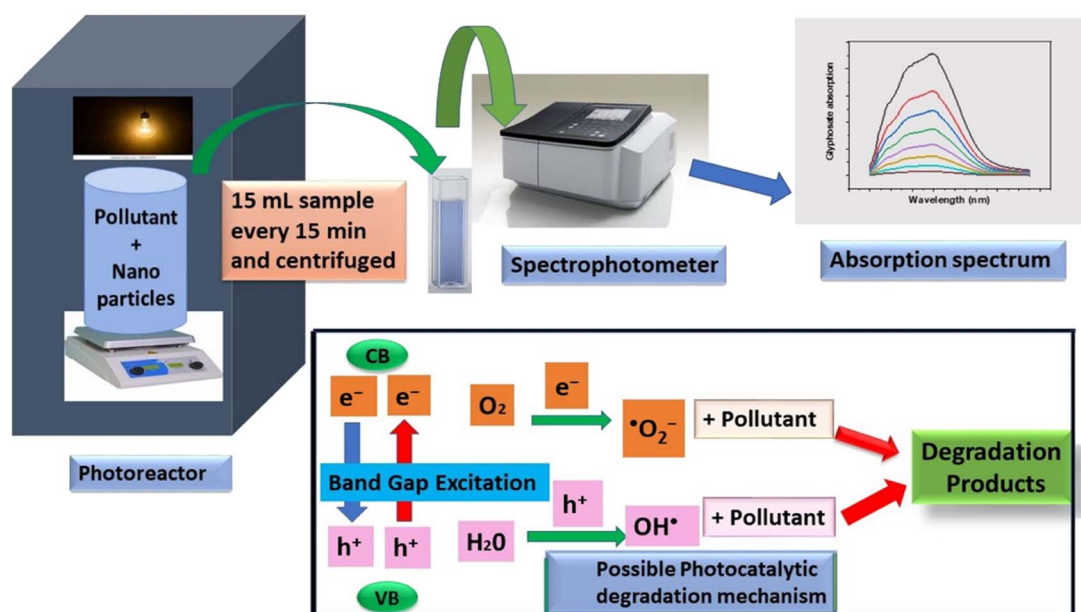 Pollutant
+
Nano
particles
Photoreactor
15 mL sample
every 15 min
and centrifuged
Spectrophotometer
Glyphosate absorption
Wavelength (nm)
Absorption spectrum
CB
e⁻ e⁻
Band Gap Excitation
h⁺ h⁺
VB
O₂ e⁻ •O₂⁻ + Pollutant
H₂0 h⁺ OH• + Pollutant
Degradation
Products
Possible Photocatalytic
degradation mechanism